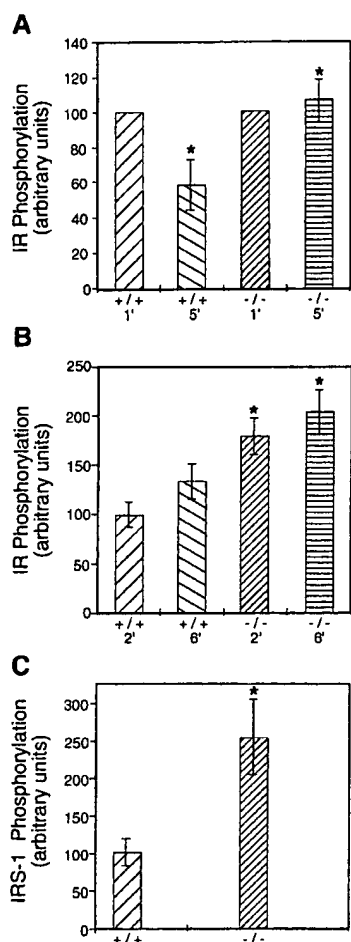 A
IR Phosphorylation
(arbitrary units)
140
120
100
80
60
40
20
0
*
*
+/+ +/+ -/- -/-
1' 5' 1' 5'
B
IR Phosphorylation
(arbitrary units)
250
200
150
100
50
0
*
*
+/+ +/+ -/- -/-
2' 6' 2' 6'
C
IRS-1 Phosphorylation
(arbitrary units)
300
250
200
150
100
50
0
*
+/+ -/-